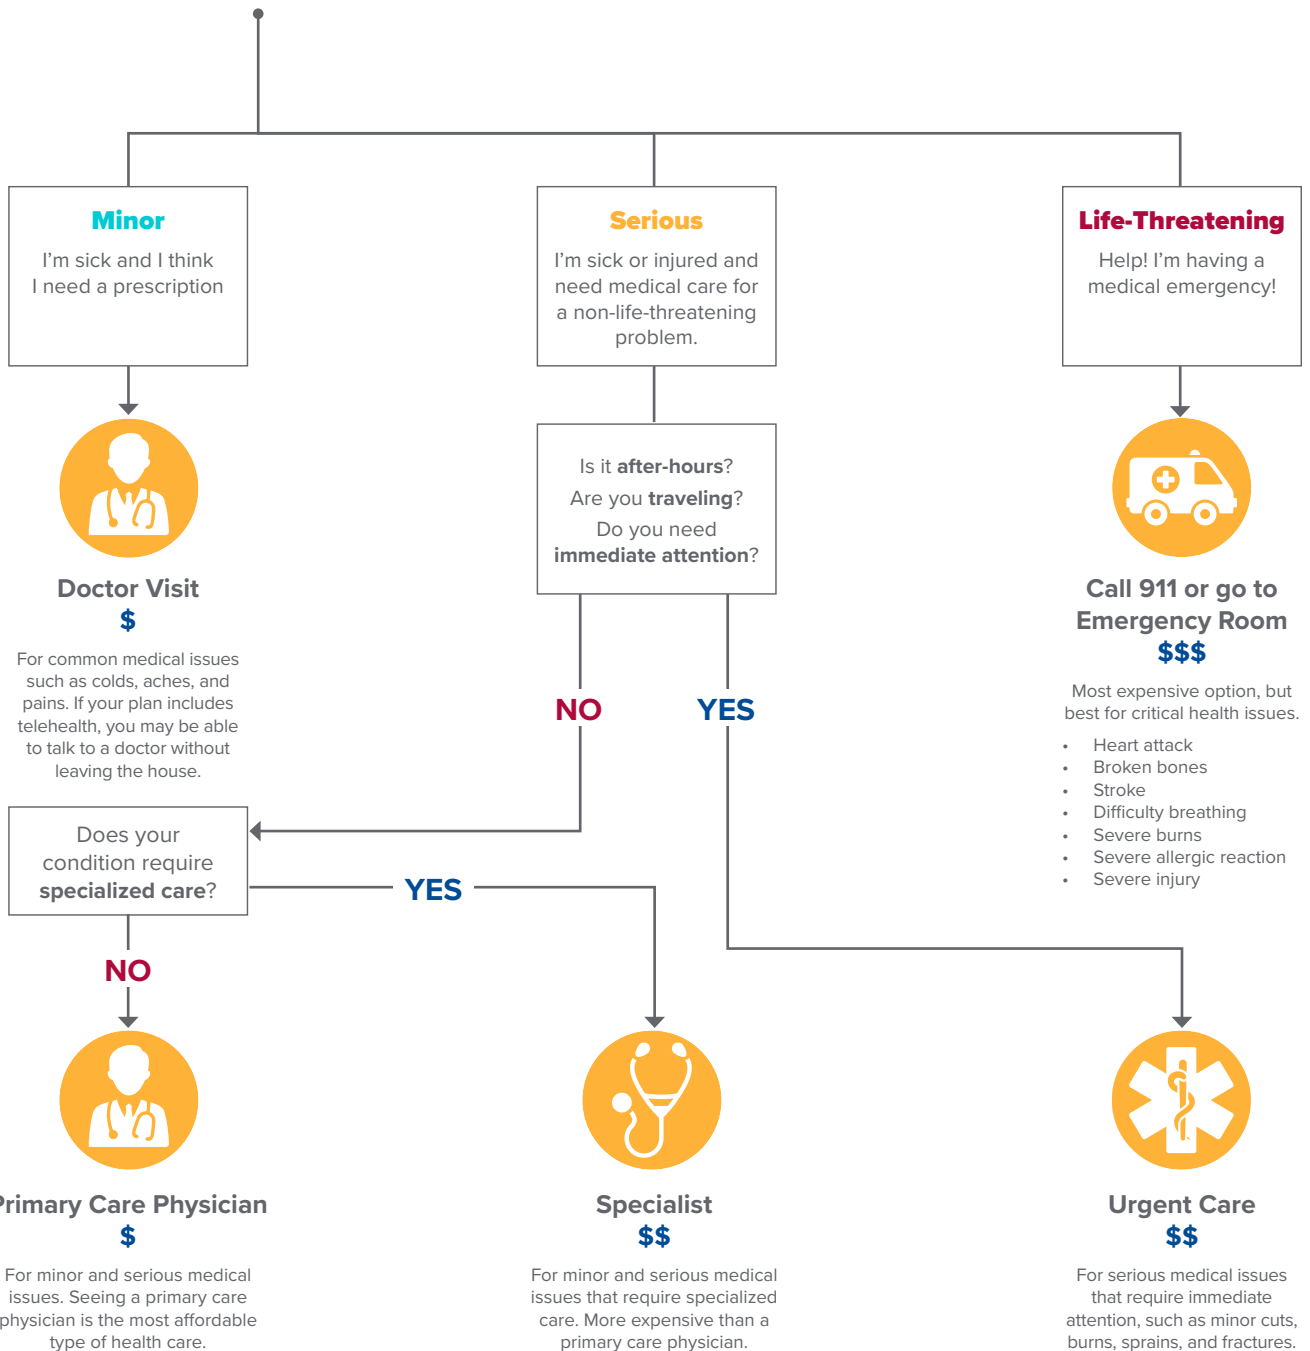 Minor
I'm sick and I think
I need a prescription
Serious
I'm sick or injured and
need medical care for
a non-life-threatening
problem.
Life-Threatening
Help! I'm having a
medical emergency!
Is it after-hours?
Are you traveling?
Do you need
immediate attention?
Doctor Visit
$
For common medical issues
such as colds, aches, and
pains. If your plan includes
telehealth, you may be able
to talk to a doctor without
leaving the house.
Call 911 or go to
Emergency Room
$$$
Most expensive option, but
best for critical health issues.
• Heart attack
• Broken bones
• Stroke
• Difficulty breathing
• Severe burns
• Severe allergic reaction
• Severe injury
NO
YES
Does your
condition require
specialized care?
YES
NO
Primary Care Physician
$
For minor and serious medical
issues. Seeing a primary care
physician is the most affordable
type of health care.
Specialist
$$
For minor and serious medical
issues that require specialized
care. More expensive than a
primary care physician.
Urgent Care
$$
For serious medical issues
that require immediate
attention, such as minor cuts,
burns, sprains, and fractures.